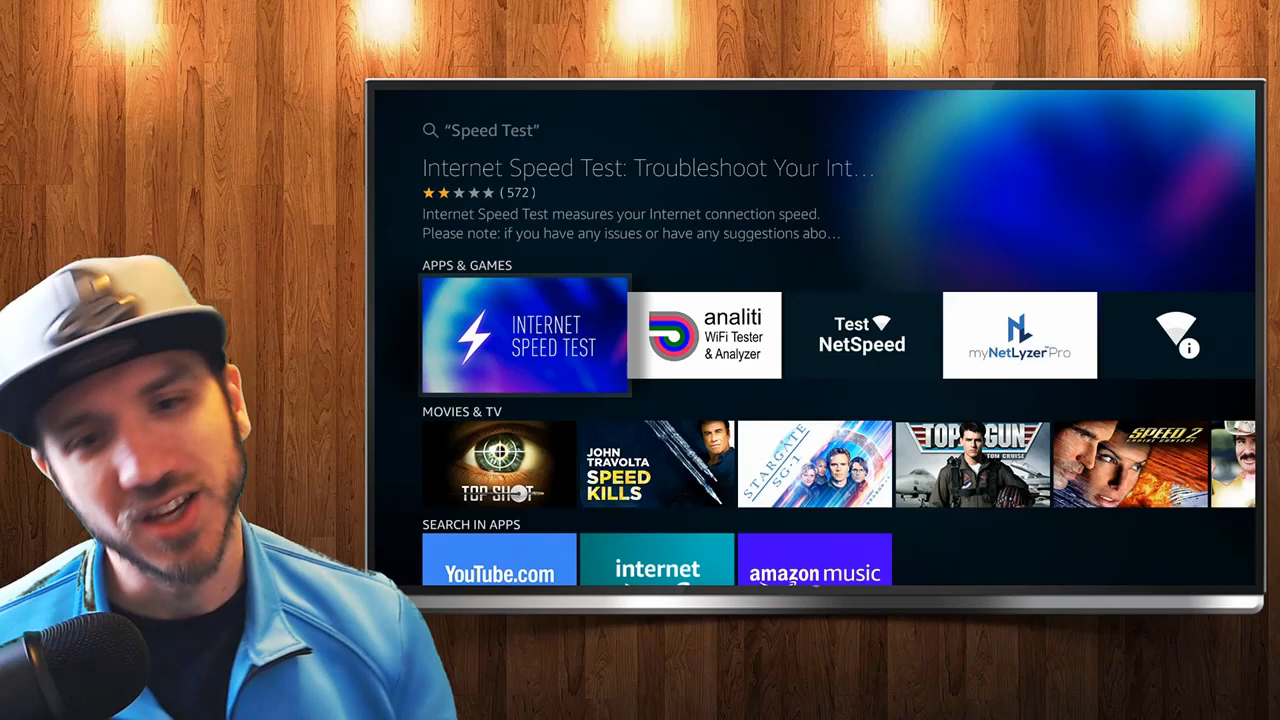 "Speed Test"
Internet Speed Test: Troubleshoot Your Int...
(572)
Internet Speed Test measures your Internet connection speed.
Please note: if you have any issues or have any suggestions abo...
APPS & GAMES
INTERNET
SPEED TEST
analiti
WiFi Tester
& Analyzer
Test
NetSpeed
myNetLyzer™Pro
MOVIES & TV
TOP SHOT
JOHN
TRAVOLTA
SPEED
KILLS
STARGATE
SG·1
TOP GUN
TOM CRUISE
SPEED 2
CRUISE CONTROL
SEARCH IN APPS
YouTube.com
internet
amazon music